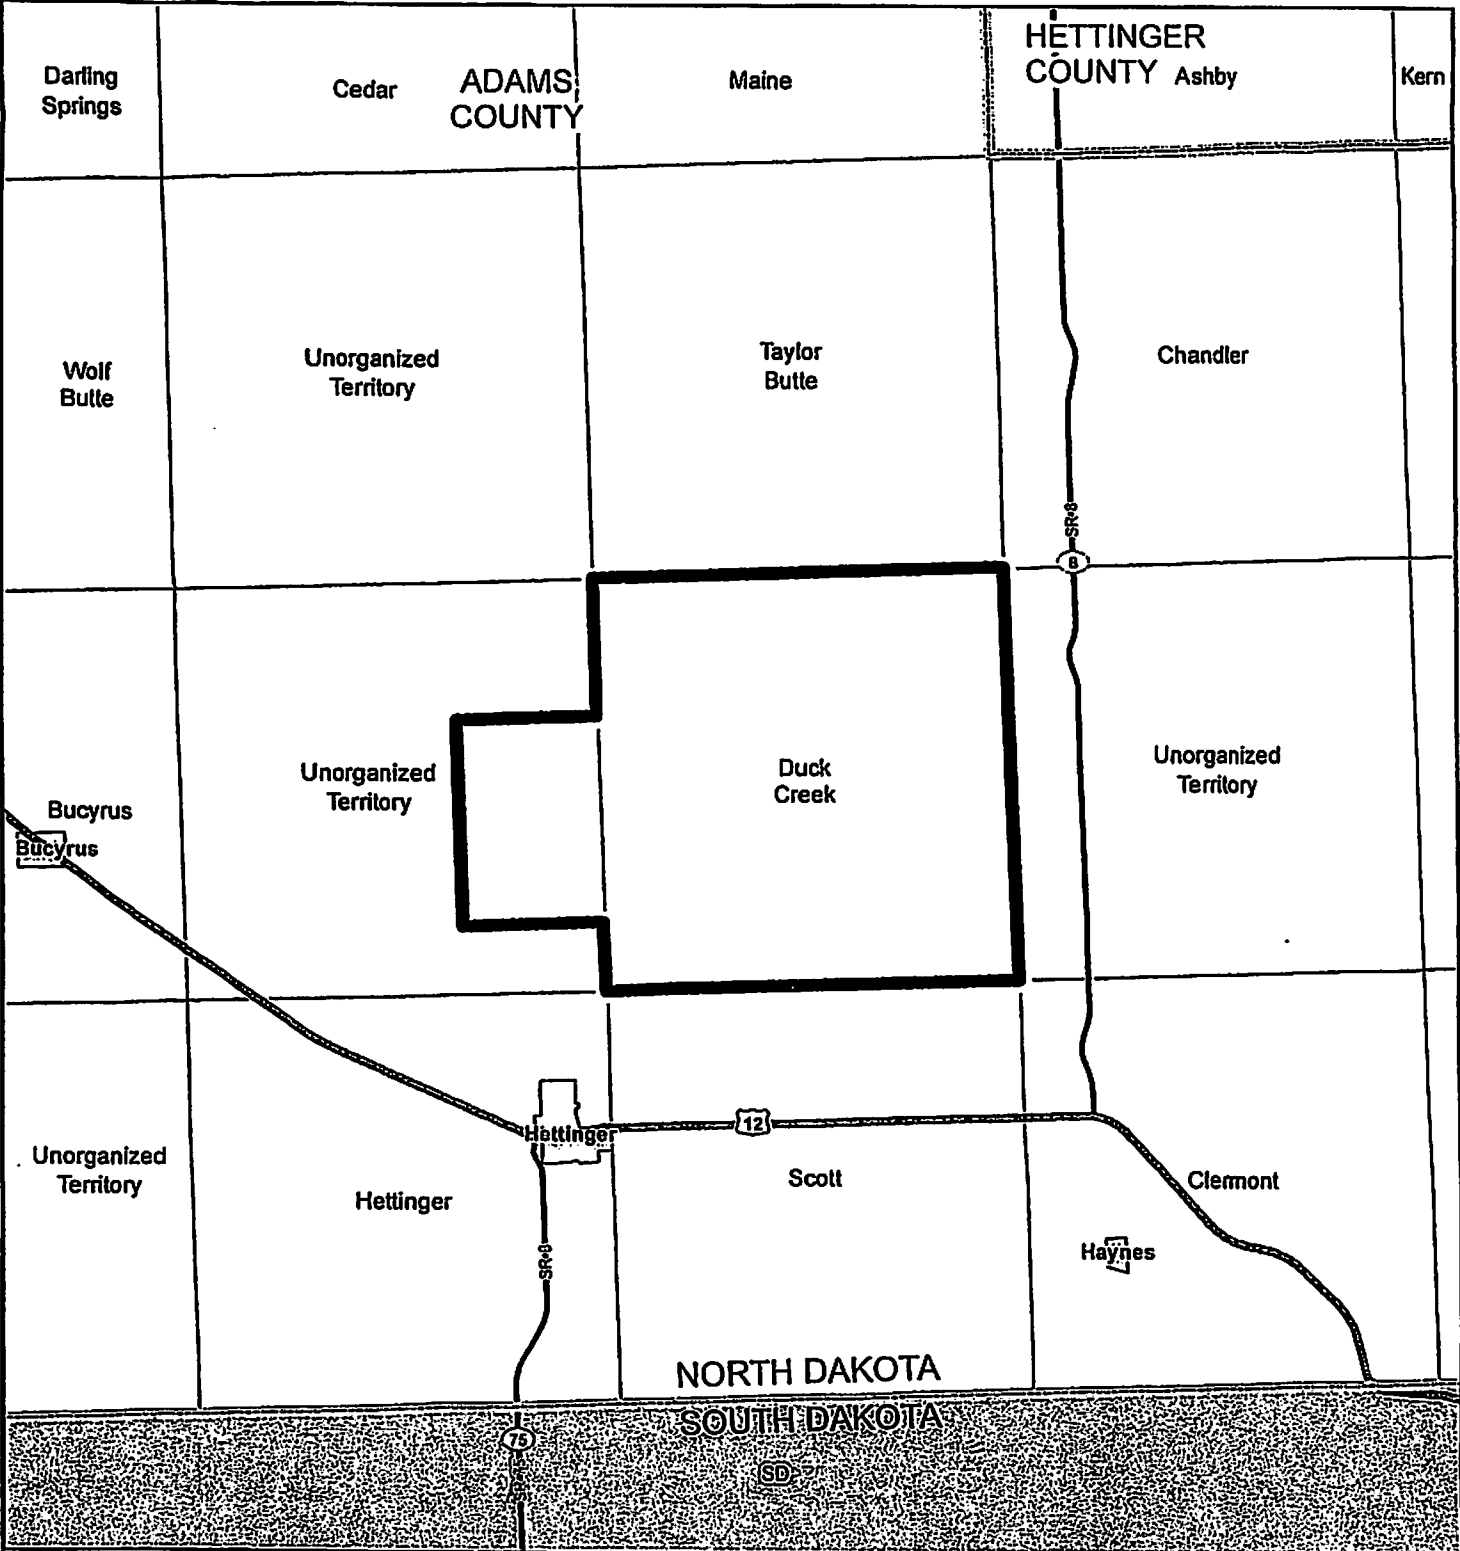 HETTINGER
COUNTY
Darling
Springs
Cedar
ADAMS
COUNTY
Maine
Ashby
Kern
Wolf
Butte
Unorganized
Territory
Taylor
Butte
Chandler
SR-8
8
Unorganized
Territory
Duck
Creek
Unorganized
Territory
Bucyrus
Bucyrus
Hettinger
12
Unorganized
Territory
Hettinger
Scott
Clermont
SR-8
Haynes
NORTH DAKOTA
SOUTH DAKOTA
75
SD